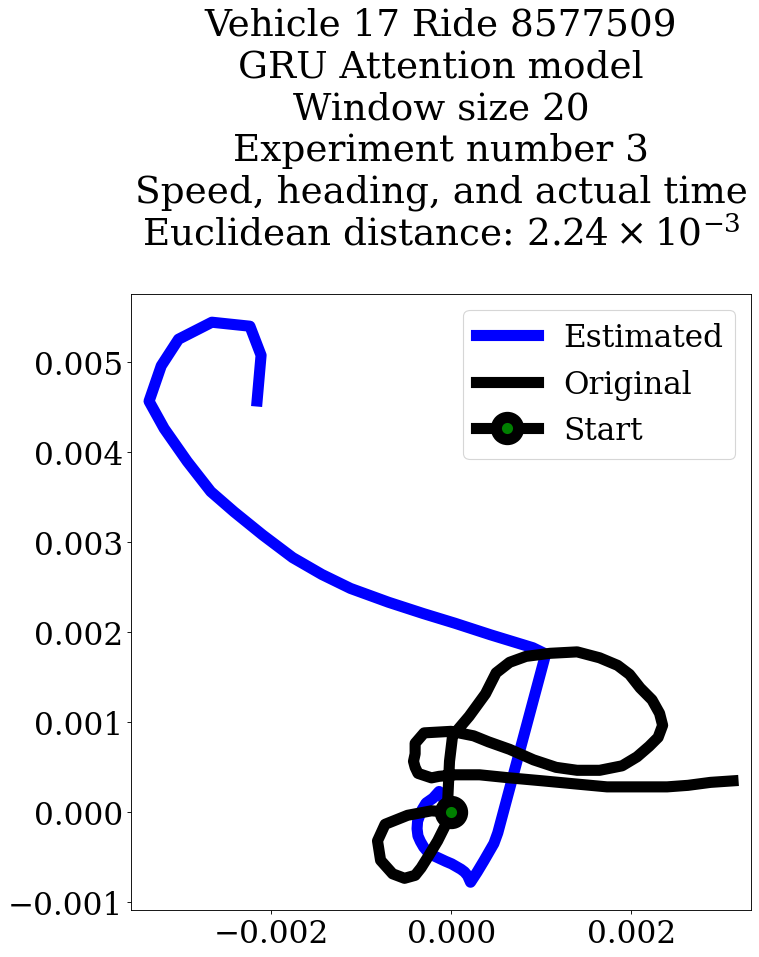 Vehicle 17 Ride 8577509
GRU Attention model
Window size 20
Experiment number 3
Speed, heading, and actual time
Euclidean distance: 2.24 × 10⁻³
Estimated
Original
Start
0.005
0.004
0.003
0.002
0.001
0.000
−0.001
−0.002 0.000 0.002